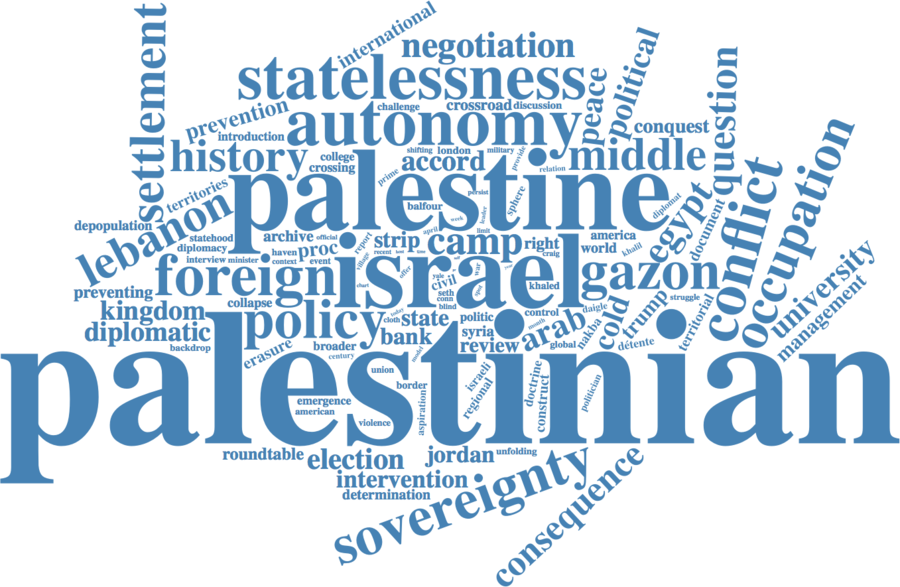 international
settlement
negotiation
statelessness
political
question
prevention
challenge
crossroad
discussion
peace
introduction
autonomy
conquest
history
college
crossing
shifting
london
military
provide
accord
relation
middle
occupation
territories
palestine
prime
persist
sphere
conflict
lebanon
balfour
week
leader
diplomat
egypt
document
depopulation
statehood
archive
official
april
limit
diplomacy
proc
report
strip
camp
right
america
world
khalil
interview
minister
haven
event
context
village
recent
craig
foreign
israel
gazon
offer
civil
yale
war
khaled
preventing
collapse
chart
seth
conn
blind
spot
cold
trump
struggle
university
kingdom
policy
state
politic
control
daigle
territorial
management
diplomatic
cloth
bank
syria
arab
nakba
détente
backdrop
erasure
broader
century
model
review
month
global
palestinian
union
border
israeli
regional
doctrine
construct
politician
emergence
american
violence
aspiration
roundtable
election
jordan
unfolding
intervention
determination
sovereignty
consequence